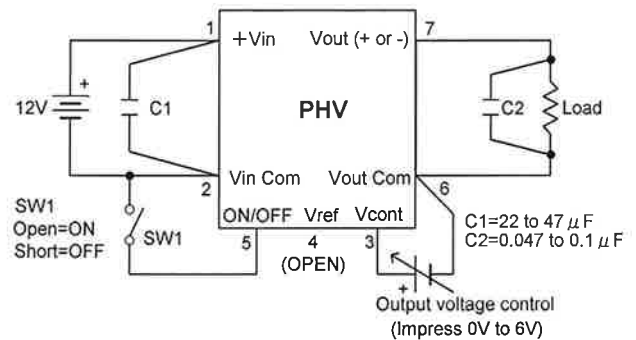 1
7
+Vin
Vout (+ or -)
+
12V
C1
PHV
C2
Load
Vin Com
Vout Com
2
6
SW1
Open=ON
Short=OFF
SW1
ON/OFF
Vref
Vcont
5
4
3
(OPEN)
C1=22 to 47 μF
C2=0.047 to 0.1 μF
+
Output voltage control
(Impress 0V to 6V)